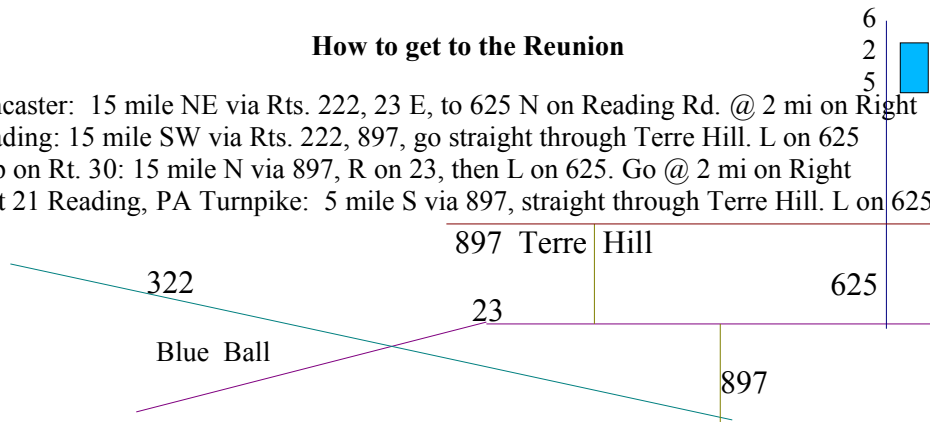 6
How to get to the Reunion
2
5
ncaster:  15 mile NE via Rts. 222, 23 E, to 625 N on Reading Rd. @ 2 mi on Right
ading: 15 mile SW via Rts. 222, 897, go straight through Terre Hill. L on 625
on Rt. 30: 15 mile N via 897, R on 23, then L on 625. Go @ 2 mi on Right
t 21 Reading, PA Turnpike:  5 mile S via 897, straight through Terre Hill. L on 625
897  Terre  Hill
322
625
23
Blue  Ball
897